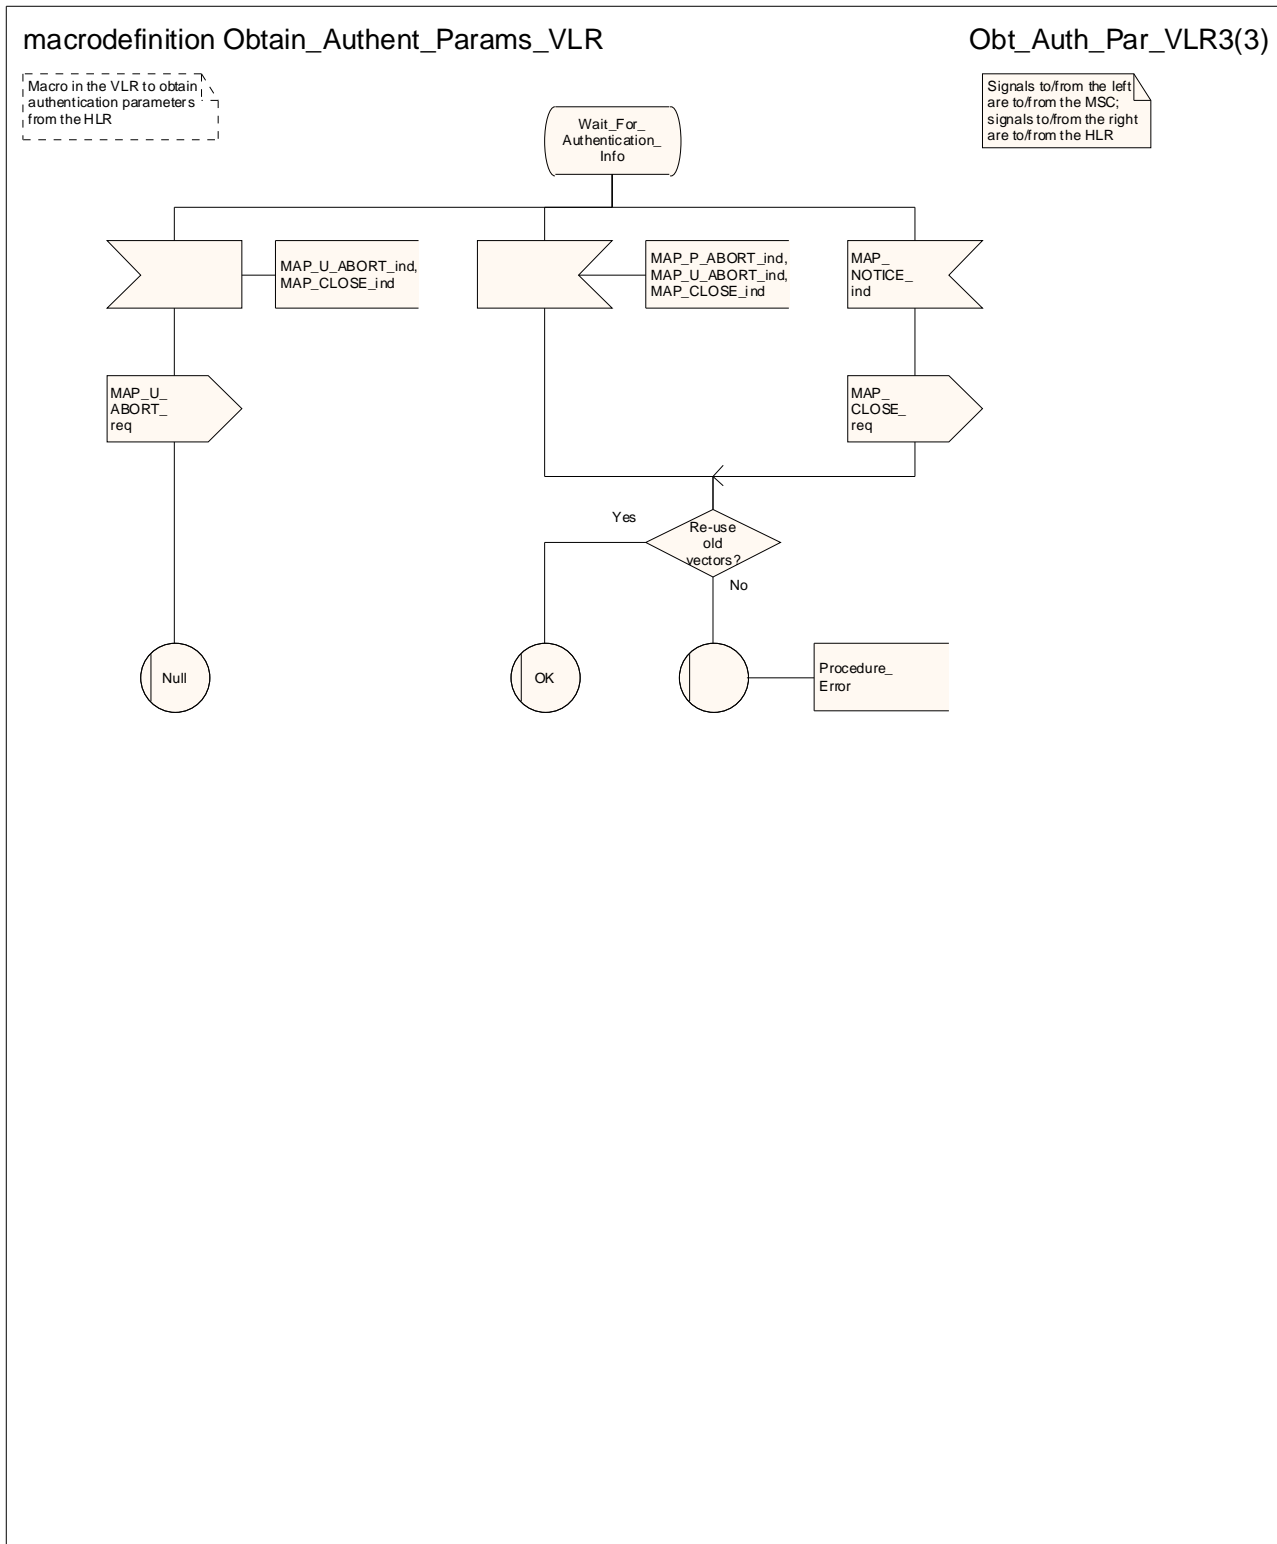 macrodefinition Obtain_Authent_Params_VLR
Obt_Auth_Par_VLR3(3)
Macro in the VLR to obtain
authentication parameters
from the HLR
Signals to/from the left
are to/from the MSC;
signals to/from the right
are to/from the HLR
Wait_For_
Authentication_
Info
MAP_U_ABORT_ind,
MAP_CLOSE_ind
MAP_P_ABORT_ind,
MAP_U_ABORT_ind,
MAP_CLOSE_ind
MAP_
NOTICE_
ind
MAP_U_
ABORT_
req
MAP_
CLOSE_
req
Yes
Re-use
old
vectors?
No
Null
OK
Procedure_
Error